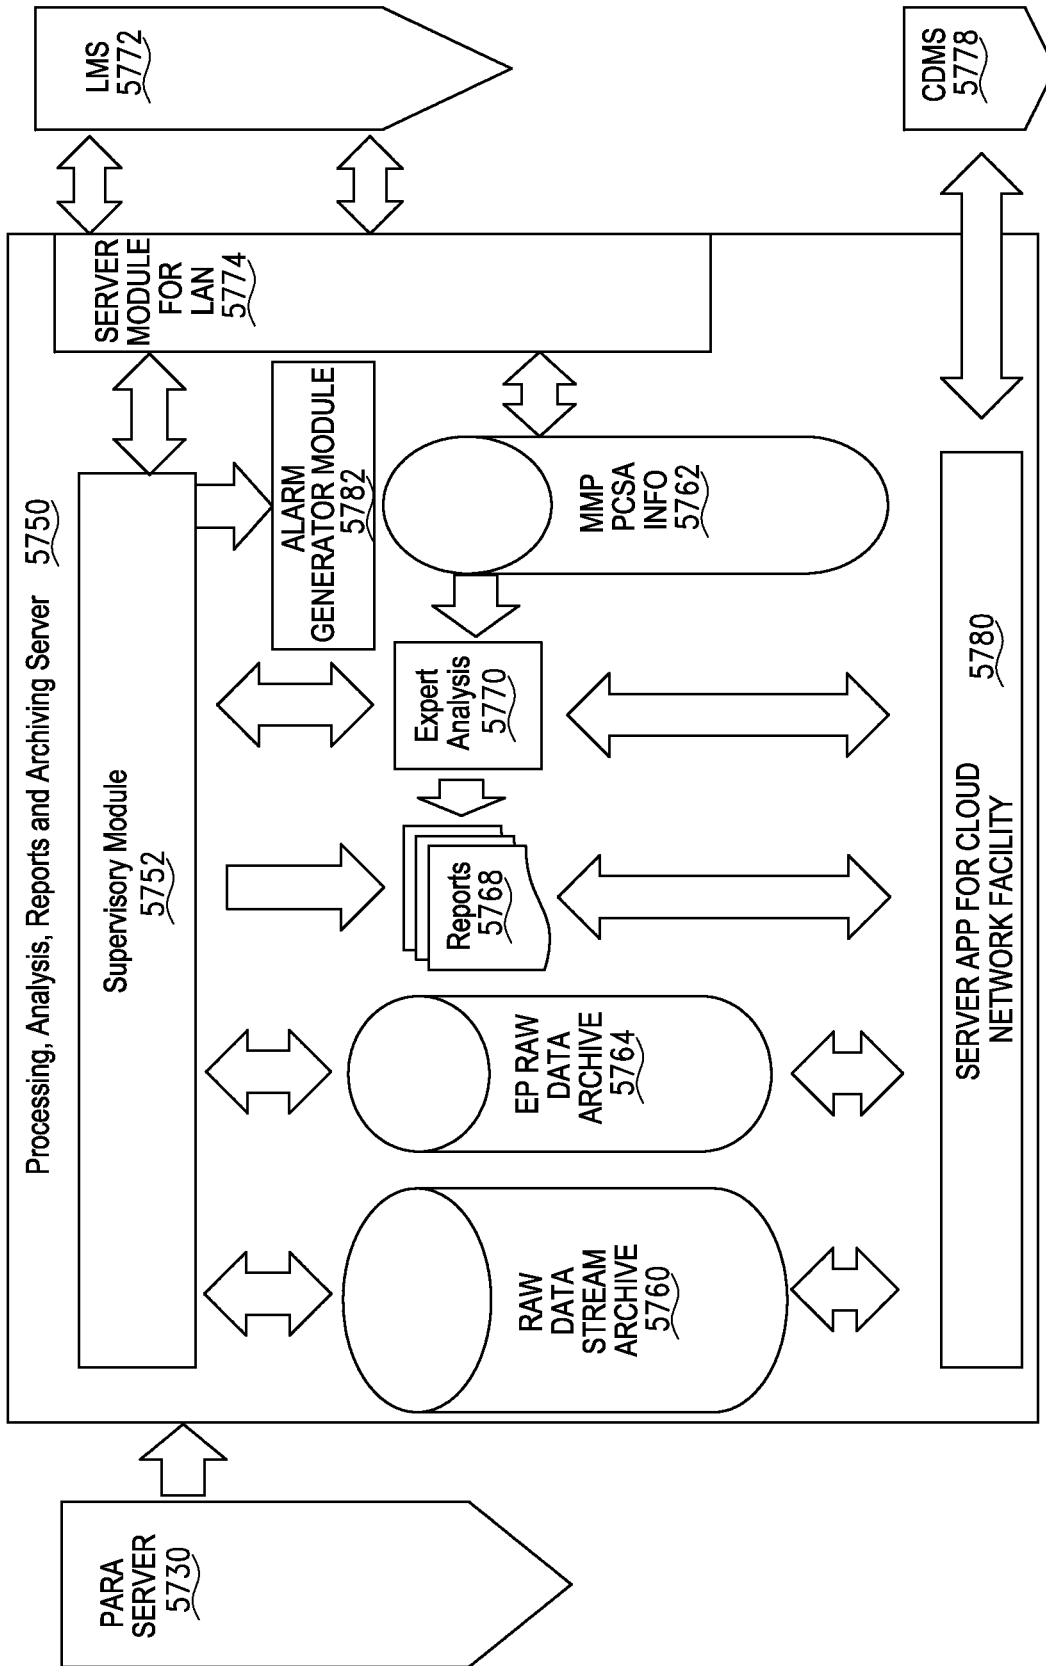 Processing, Analysis, Reports and Archiving Server 5750
PARA
SERVER
5730
Supervisory Module
5752
SERVER
MODULE
FOR
LAN
5774
LMS
5772
ALARM
GENERATOR MODULE
5782
RAW
DATA
STREAM
ARCHIVE
5760
EP RAW
DATA
ARCHIVE
5764
Reports
5768
Expert
Analysis
5770
MMP
PCSA
INFO
5762
SERVER APP FOR CLOUD
NETWORK FACILITY
5780
CDMS
5778